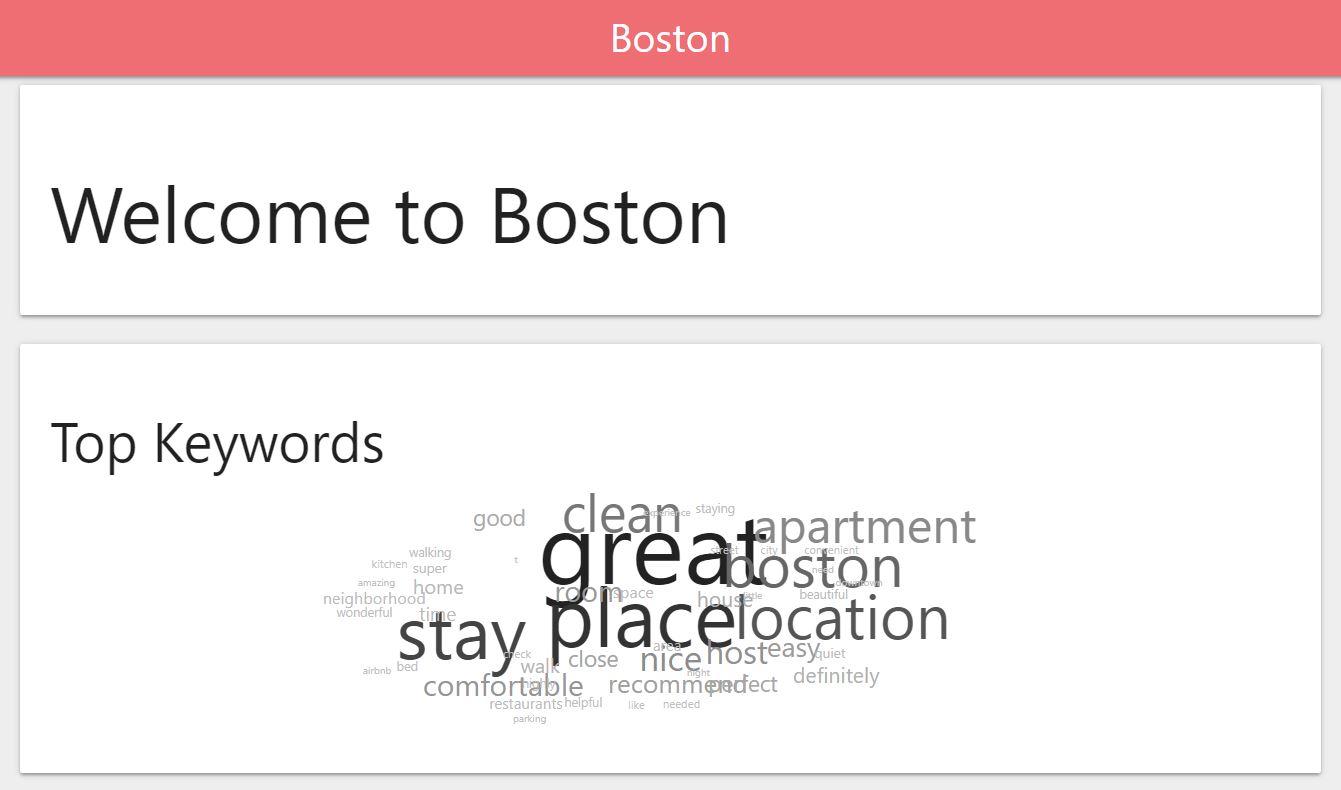 Boston
Welcome to Boston
Top Keywords
clean
experience
staying
good
apartment
great
street
city
convenient
walking
kitchen
super
t
boston
need
amazing
home
downtown
neighborhood
room
space
house
little
beautiful
wonderful
time
stay
place
location
check
area
nice
host
easy
quiet
airbnb
bed
walk
close
night
definitely
comfortable
highly
recommend
perfect
restaurants
helpful
like
needed
parking